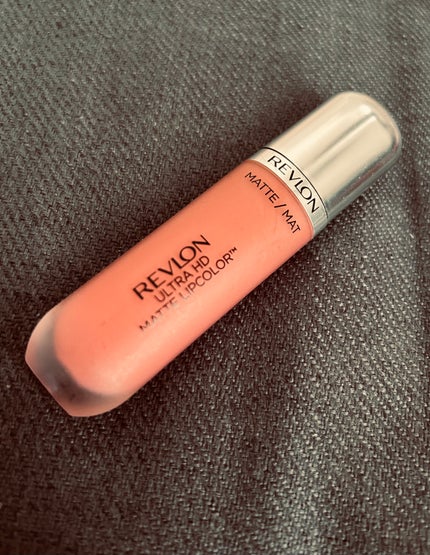 REVLON
MATTE / MAT
REVLON
ULTRA HD
MATTE LIPCOLOR™